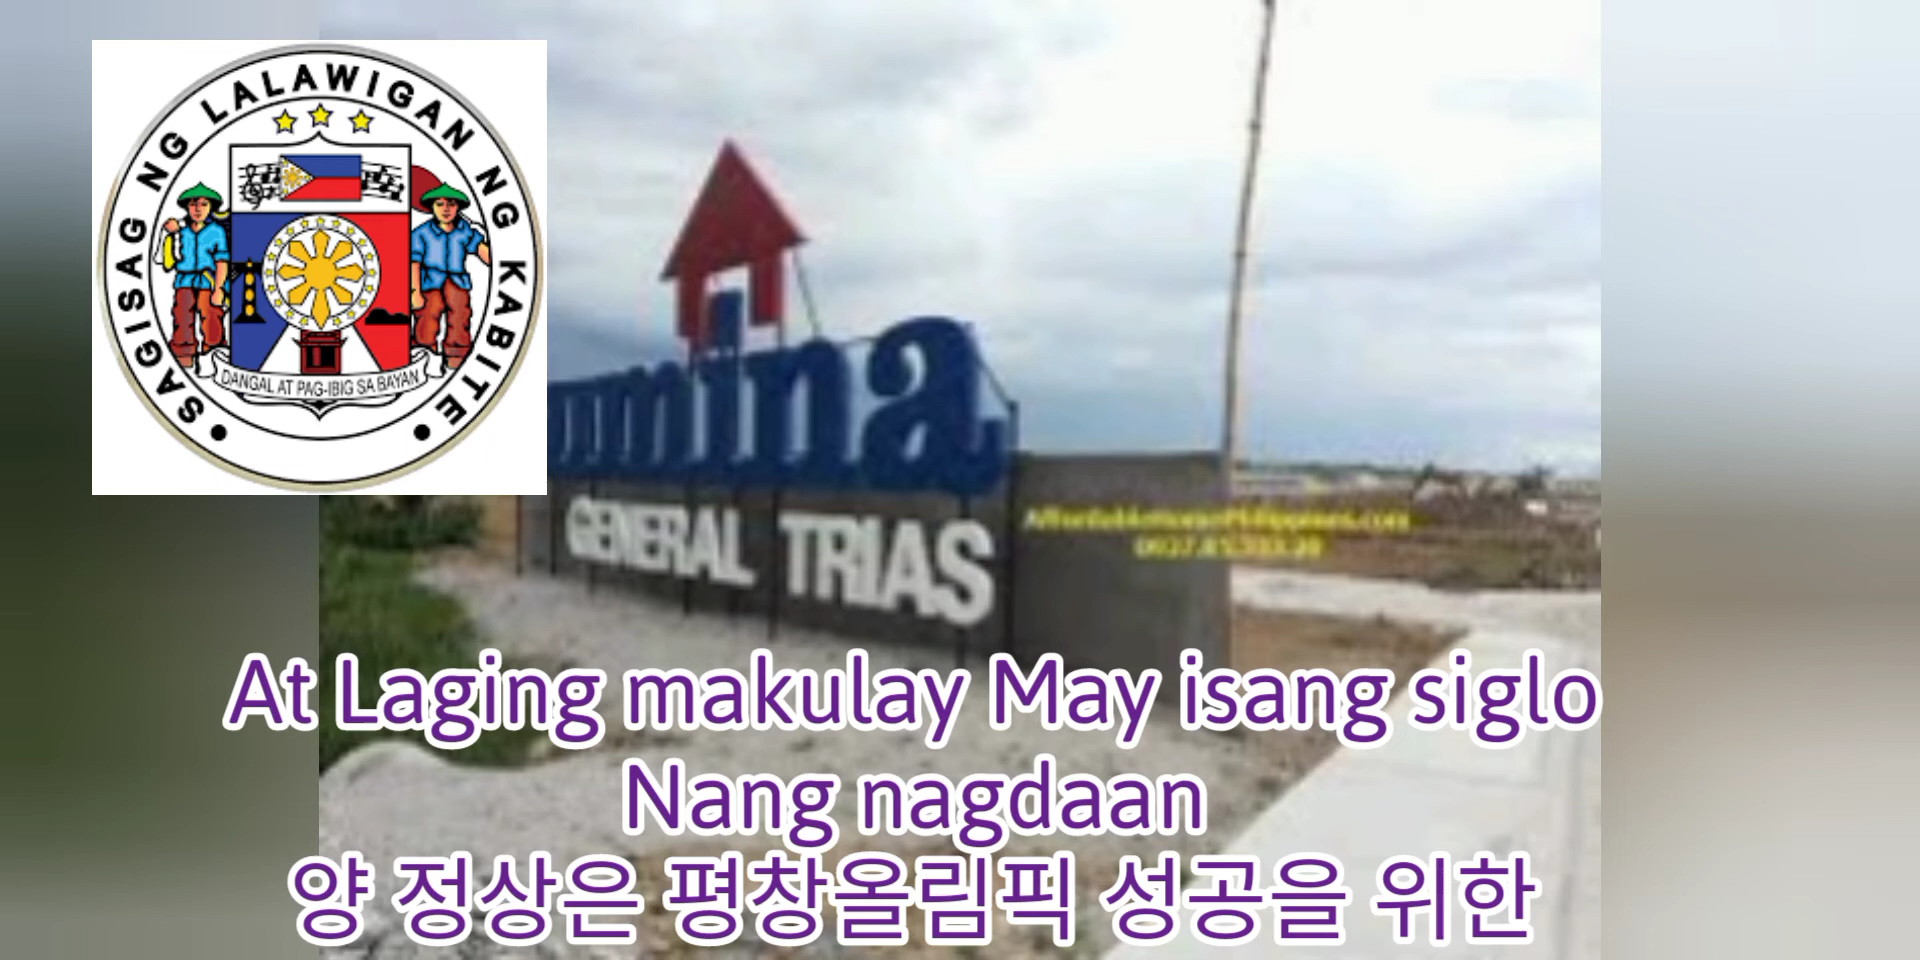 SAGISAG NG LALAWIGAN NG KABITE
DANGAL AT PAG-IBIG SA BAYAN
mina
GENERAL TRIAS
At Laging makulay May isang siglo
Nang nagdaan
양 정상은 평창올림픽 성공을 위한